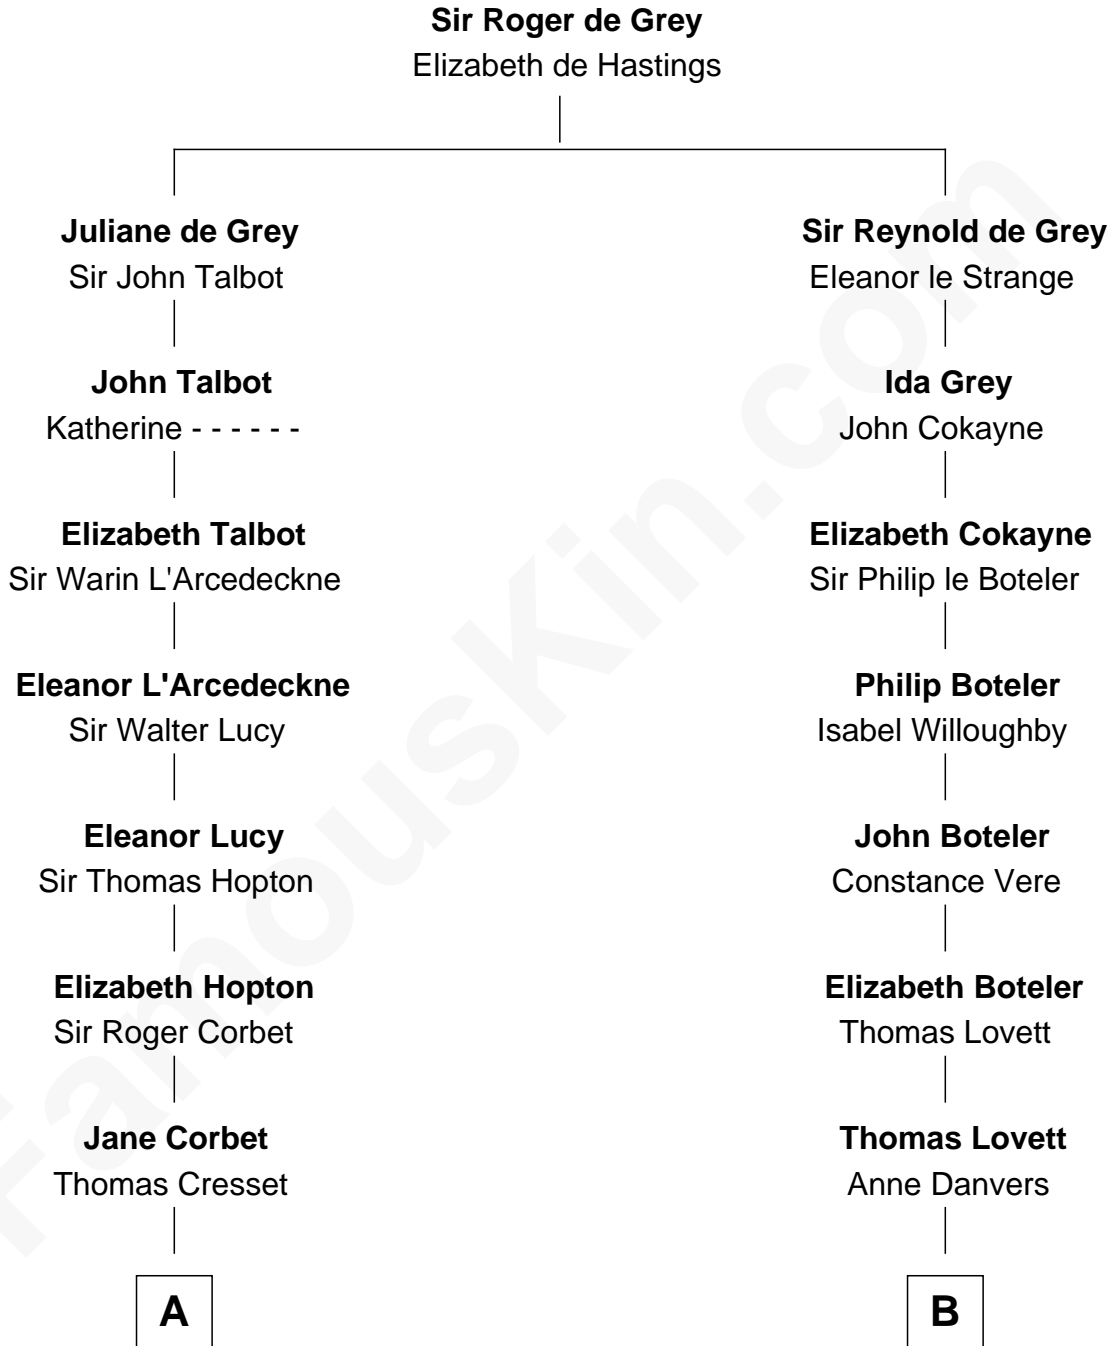 Sir Roger de Grey
Elizabeth de Hastings
Juliane de Grey
Sir John Talbot
Sir Reynold de Grey
Eleanor le Strange
John Talbot
Katherine - - - - - -
Ida Grey
John Cokayne
Elizabeth Talbot
Sir Warin L'Arcedeckne
Elizabeth Cokayne
Sir Philip le Boteler
Eleanor L'Arcedeckne
Sir Walter Lucy
Philip Boteler
Isabel Willoughby
Eleanor Lucy
Sir Thomas Hopton
John Boteler
Constance Vere
Elizabeth Hopton
Sir Roger Corbet
Elizabeth Boteler
Thomas Lovett
Jane Corbet
Thomas Cresset
Thomas Lovett
Anne Danvers
A
B
FamousKin.com